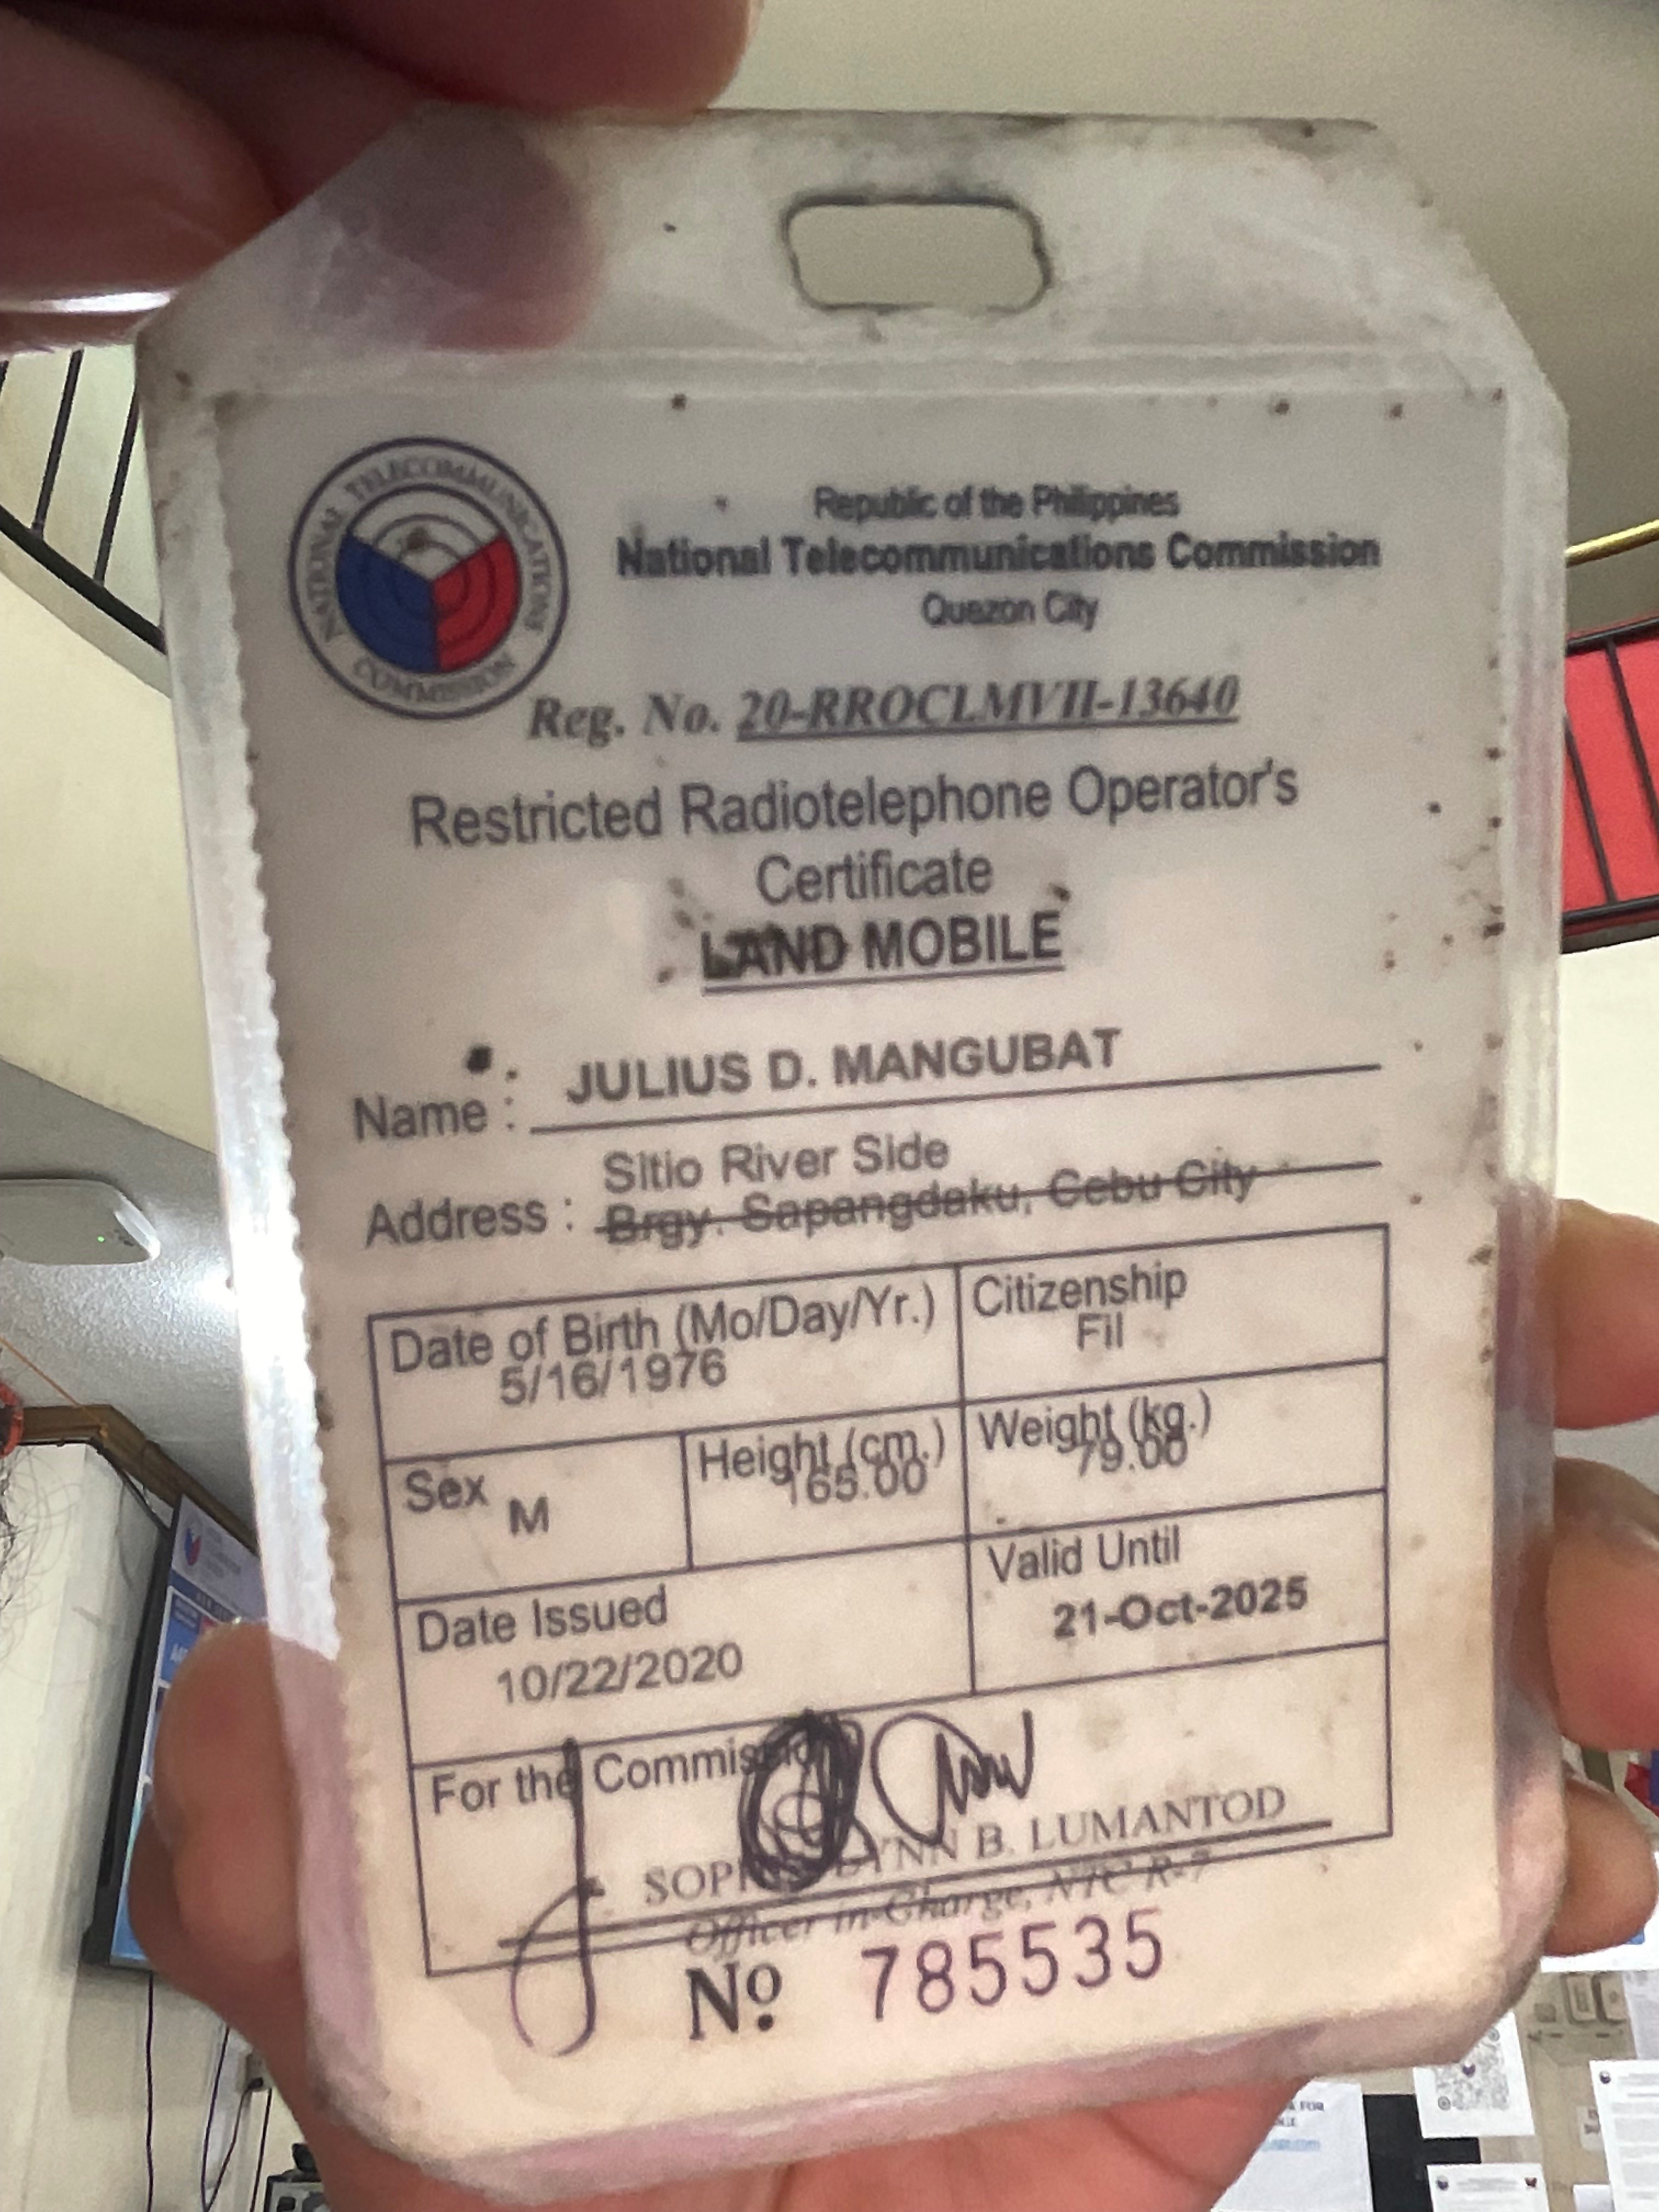 NATIONAL TELECOMMUNICATIONS COMMISSION
Republic of the Philippines
National Telecommunications Commission
Quezon City
Reg. No. 20-RROCLMVII-13640
Restricted Radiotelephone Operator's
Certificate
LAND MOBILE
Name : JULIUS D. MANGUBAT
Sitio River Side
Address : Brgy. Sapangdaku, Cebu City
Date of Birth (Mo/Day/Yr.)
5/16/1976
Citizenship
Fil
Sex
M
Height (cm.)
165.00
Weight (kg.)
79.00
Date Issued
10/22/2020
Valid Until
21-Oct-2025
For the Commission
B. LUMANTOD
Officer in-Charge, NTC R-7
Nº 785535